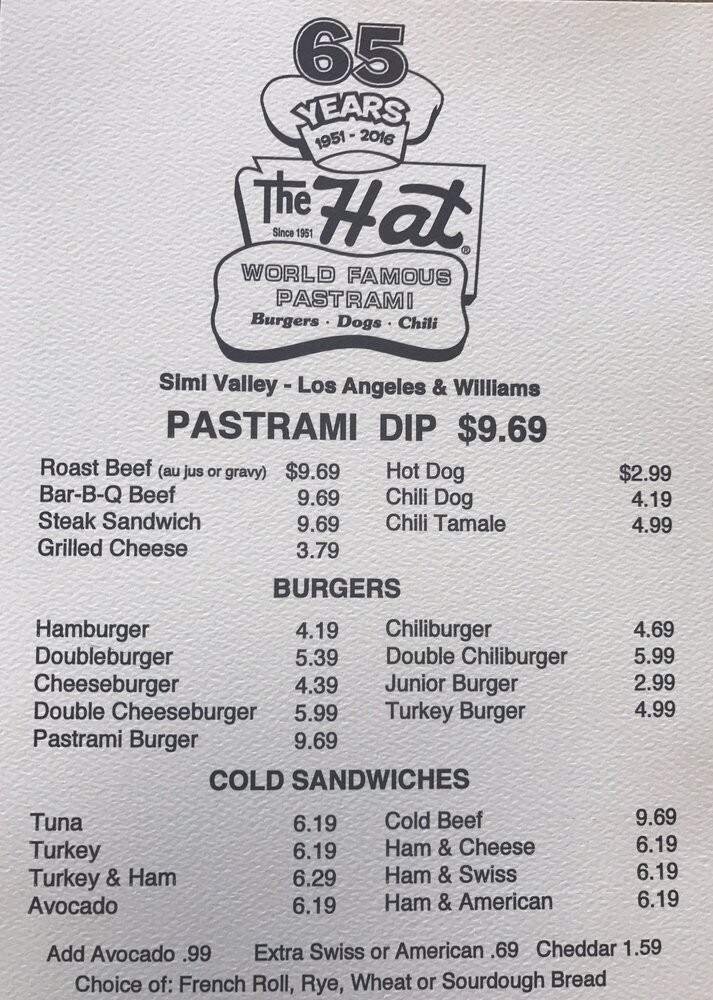 65
YEARS
1951 - 2016
The Hat®
Since 1951
WORLD FAMOUS
PASTRAMI
Burgers · Dogs · Chili
Simi Valley - Los Angeles & Williams
PASTRAMI DIP $9.69
Roast Beef (au jus or gravy) $9.69 Hot Dog $2.99
Bar-B-Q Beef 9.69 Chili Dog 4.19
Steak Sandwich 9.69 Chili Tamale 4.99
Grilled Cheese 3.79
BURGERS
Hamburger 4.19 Chiliburger 4.69
Doubleburger 5.39 Double Chiliburger 5.99
Cheeseburger 4.39 Junior Burger 2.99
Double Cheeseburger 5.99 Turkey Burger 4.99
Pastrami Burger 9.69
COLD SANDWICHES
Tuna 6.19 Cold Beef 9.69
Turkey 6.19 Ham & Cheese 6.19
Turkey & Ham 6.29 Ham & Swiss 6.19
Avocado 6.19 Ham & American 6.19
Add Avocado .99 Extra Swiss or American .69 Cheddar 1.59
Choice of: French Roll, Rye, Wheat or Sourdough Bread